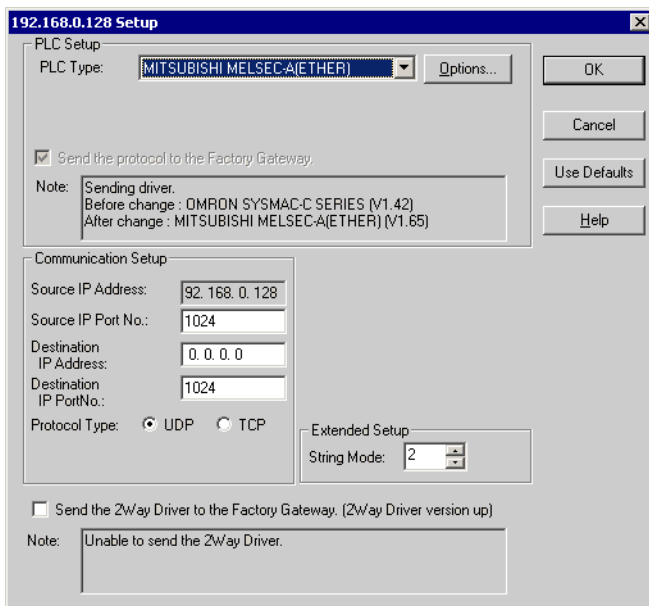 192.168.0.128 Setup
PLC Setup
PLC Type: MITSUBISHI MELSEC-A(ETHER) Options...
OK
Cancel
Use Defaults
Help
Send the protocol to the Factory Gateway.
Note: Sending driver.
Before change : OMRON SYSMAC-C SERIES (V1.42)
After change : MITSUBISHI MELSEC-A(ETHER) (V1.65)
Communication Setup
Source IP Address: 92. 168. 0. 128
Source IP Port No.: 1024
Destination
IP Address: 0. 0. 0. 0
Destination
IP PortNo.: 1024
Protocol Type: UDP TCP
Extended Setup
String Mode: 2
Send the 2Way Driver to the Factory Gateway. (2Way Driver version up)
Note: Unable to send the 2Way Driver.